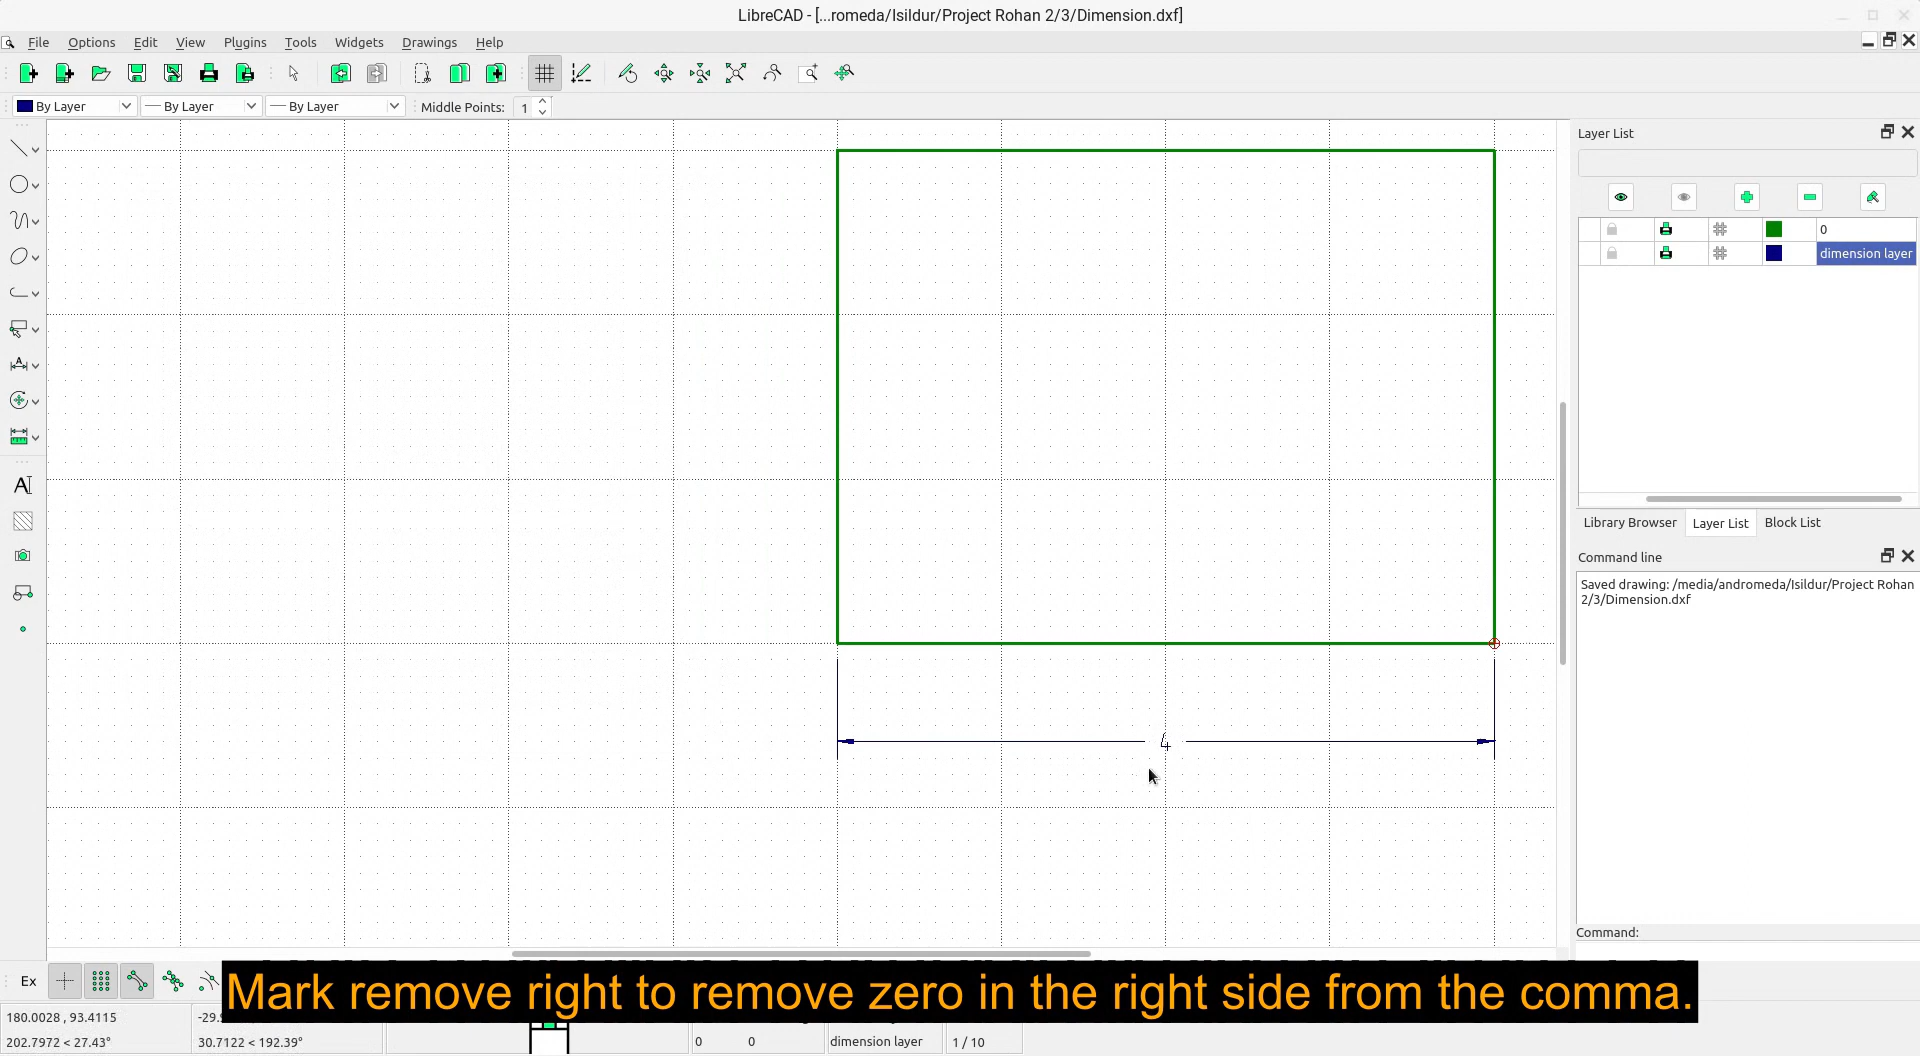 LibreCAD - [...romeda/Isildur/Project Rohan 2/3/Dimension.dxf]
File Options Edit View Plugins Tools Widgets Drawings Help
By Layer By Layer By Layer Middle Points: 1
Layer List
0
dimension layer
Library Browser Layer List Block List
Command line
Saved drawing: /media/andromeda/Isildur/Project Rohan
2/3/Dimension.dxf
4
Command:
Ex
Mark remove right to remove zero in the right side from the comma.
180.0028 , 93.4115
202.7972 < 27.43° 30.7122 < 192.39° 0 0 dimension layer 1 / 10